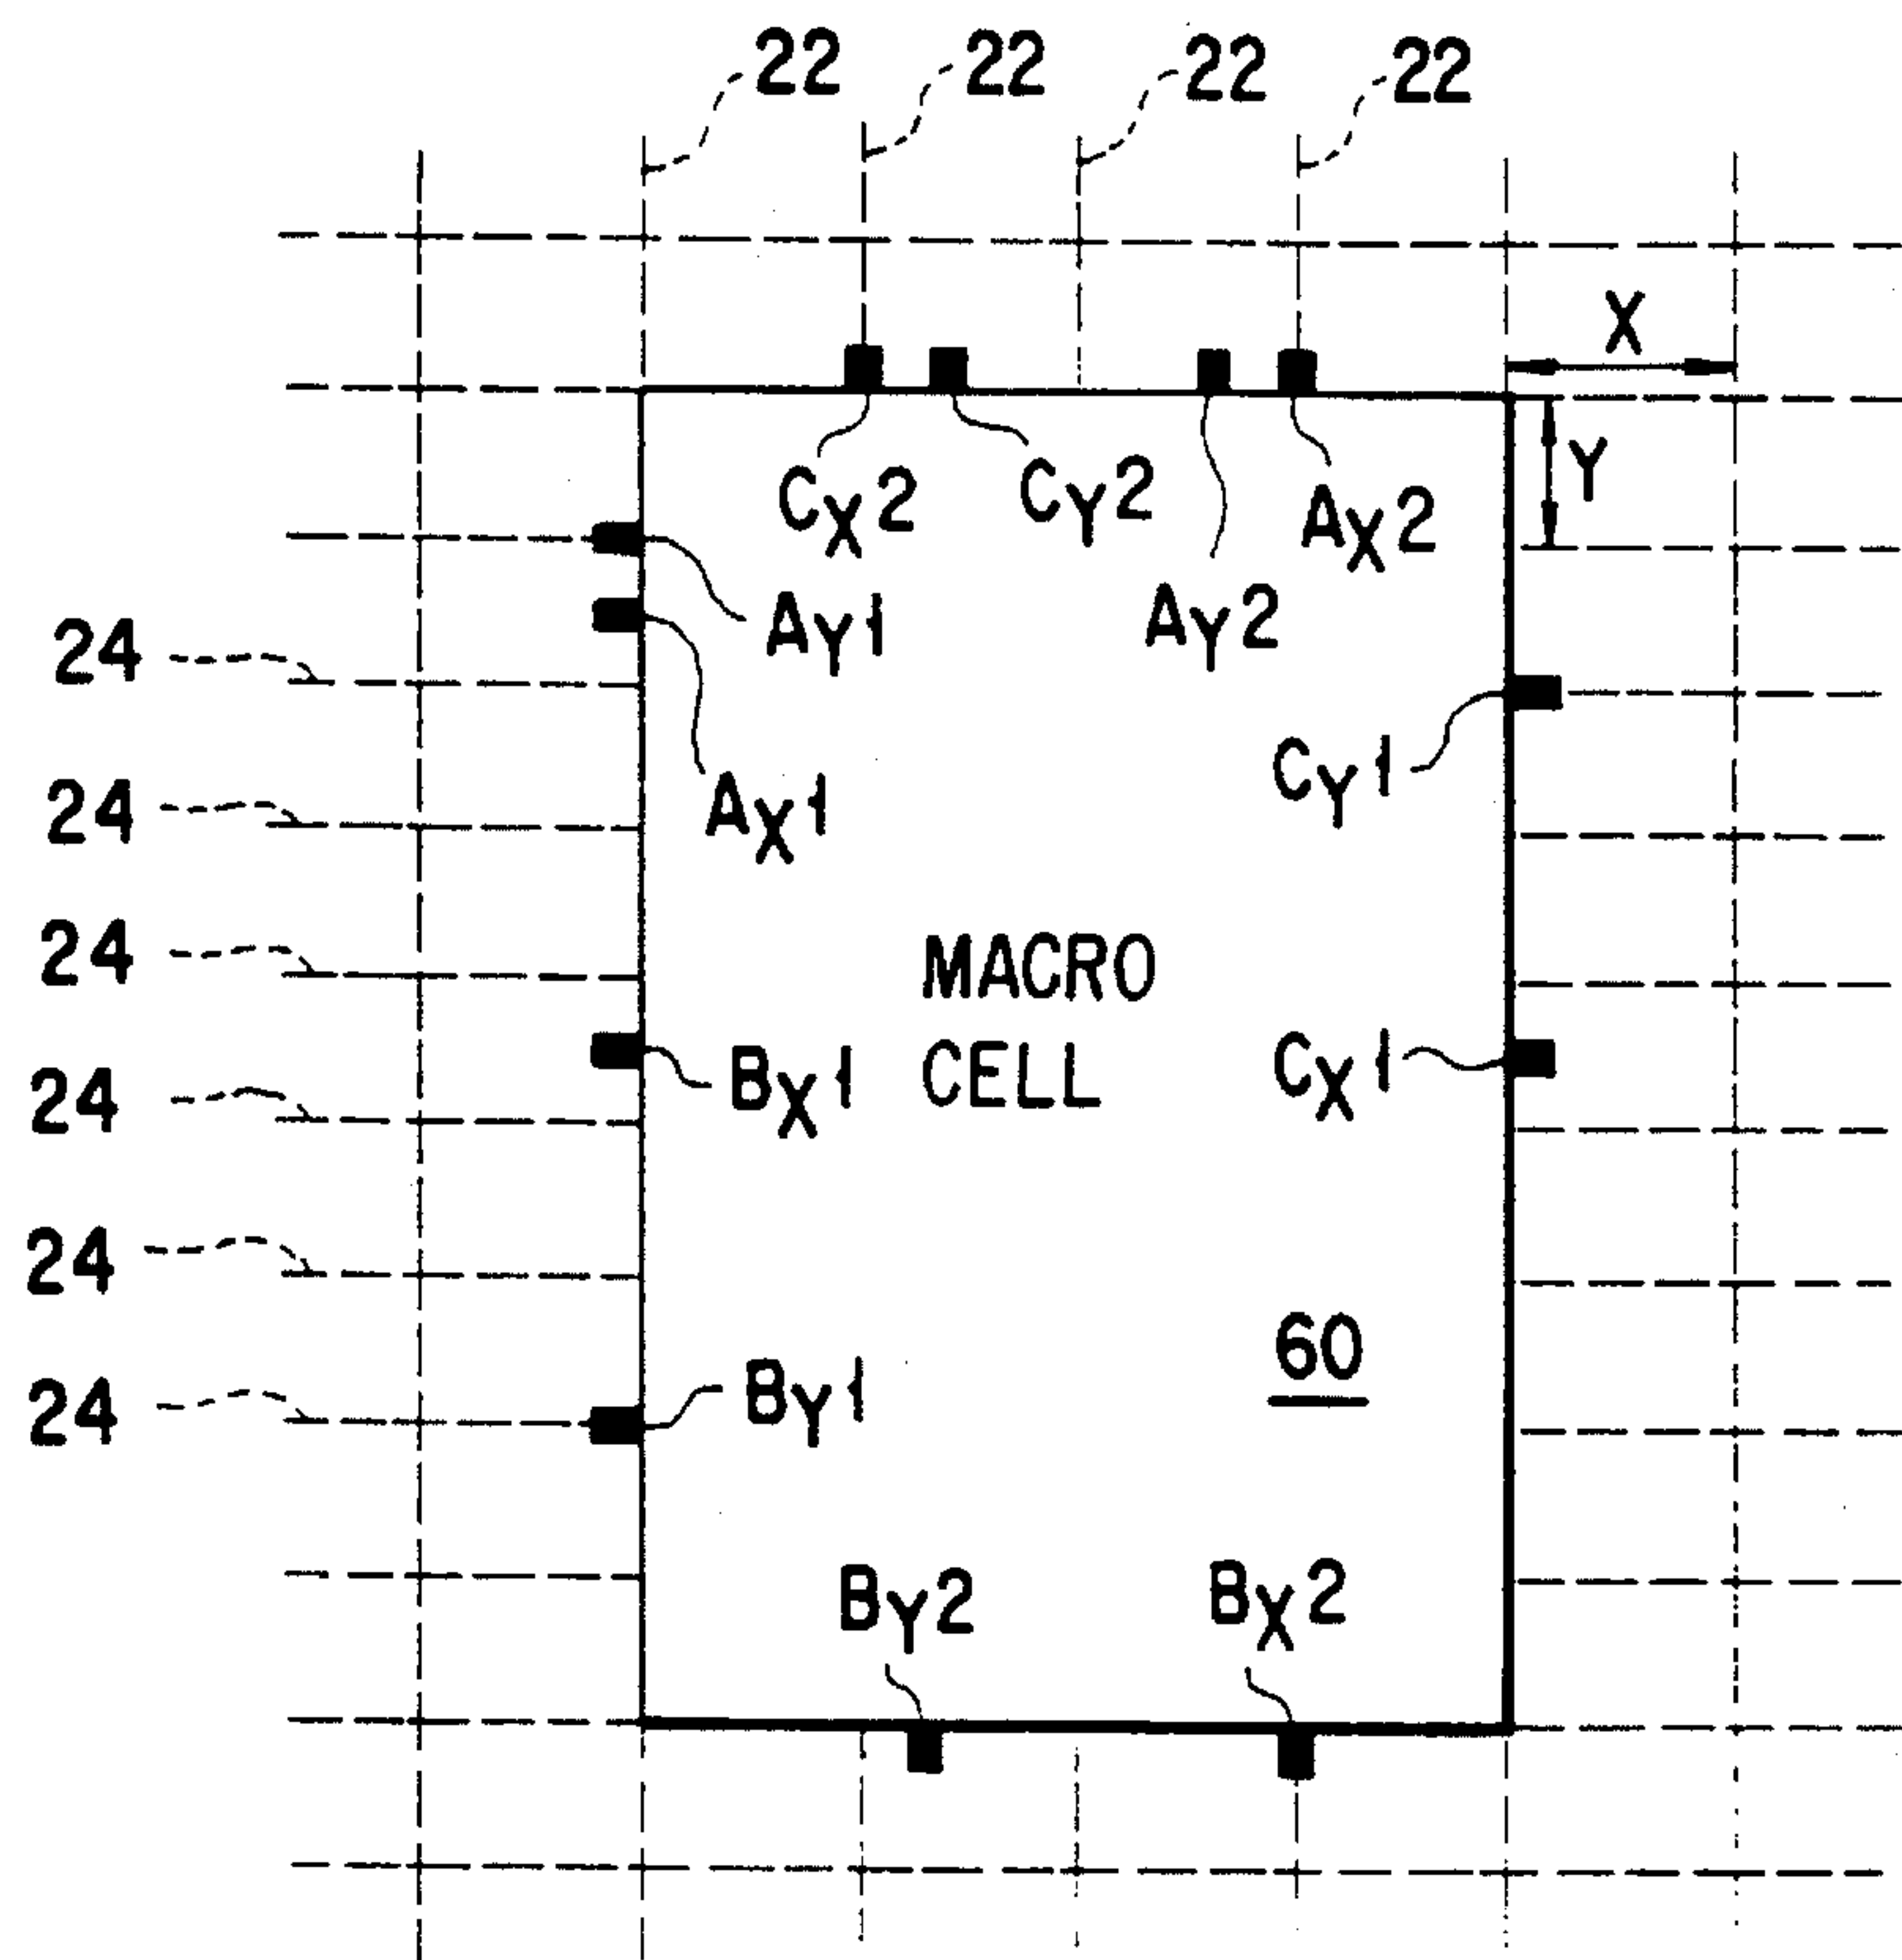 22 22 22 22
X
Y
CX2 CY2 AX2
AY1 AY2
24
CY1
24 AX1
24 MACRO
BX1 CELL CX1
24
24
60
24 BY1
BY2 BX2